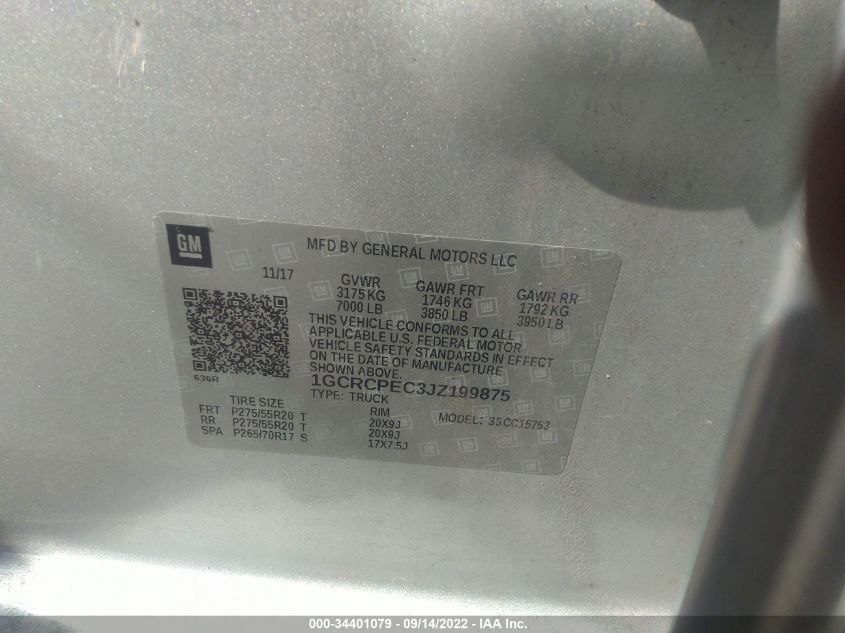 GM
MFD BY GENERAL MOTORS LLC
11/17
GVWR GAWR FRT GAWR RR
3175 KG 1746 KG 1792 KG
7000 LB 3850 LB 3950 LB
THIS VEHICLE CONFORMS TO ALL
APPLICABLE U.S. FEDERAL MOTOR
VEHICLE SAFETY STANDARDS IN EFFECT
ON THE DATE OF MANUFACTURE
SHOWN ABOVE.
636R
1GCRCPEC3JZ199875
TYPE: TRUCK
MODEL:
TIRE SIZE RIM
FRT P275/55R20 T 20X9J
RR P275/55R20 T 20X9J
SPA P265/70R17 S 17X7.5J
000-34401079 - 09/14/2022 - IAA Inc.